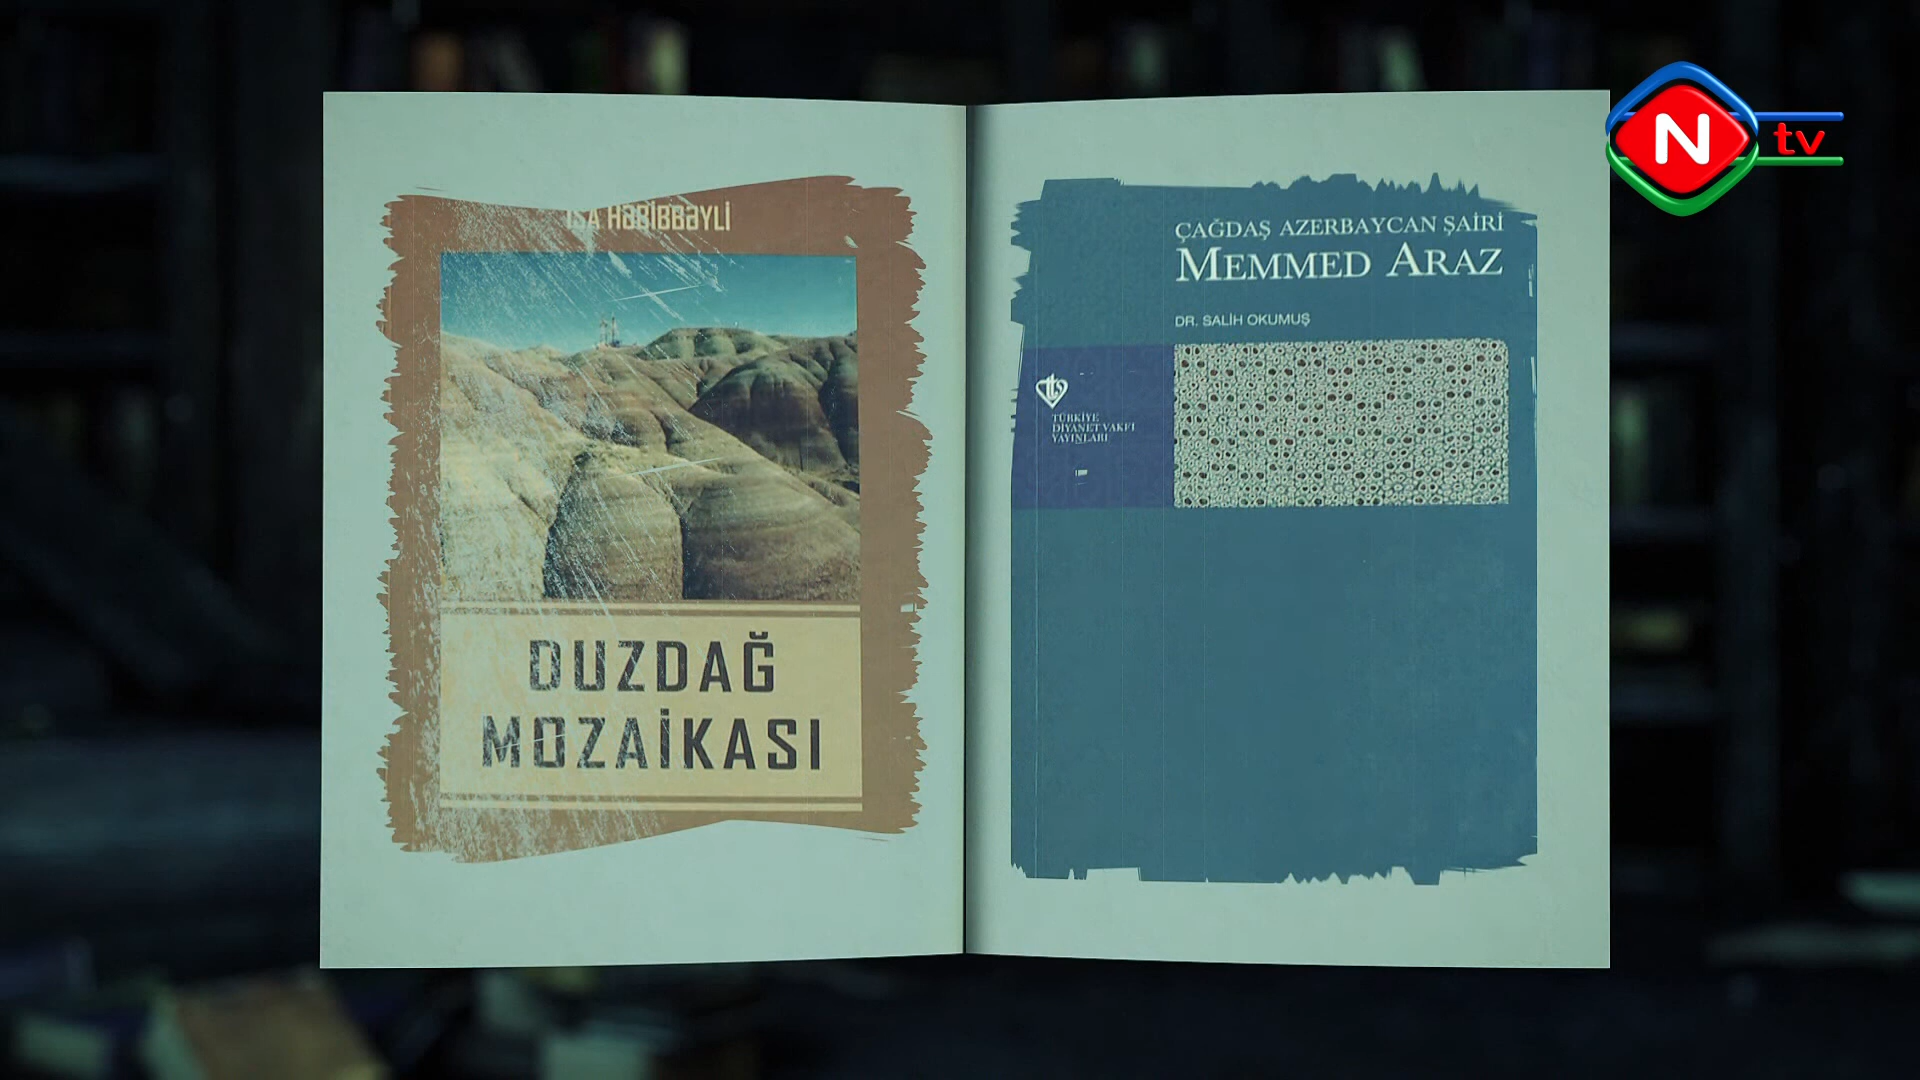 İSA HƏBİBBƏYLİ
DUZDAĞ
MOZAİKASI
ÇAĞDAŞ AZERBAYCAN ŞAİRİ
MEMMED ARAZ
DR. SALİH OKUMUŞ
TÜRKİYE
DİYANET VAKFI
YAYINLARI
N tv